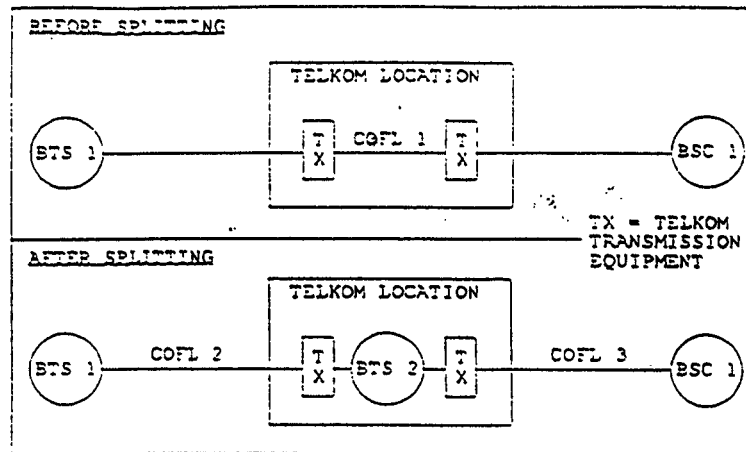 BEFORE SPLITTING
TELKOM LOCATION
BTS 1
TX
COFL 1
TX
BSC 1
TX = TELKOM
TRANSMISSION
EQUIPMENT
AFTER SPLITTING
TELKOM LOCATION
BTS 1
COFL 2
TX
BTS 2
TX
COFL 3
BSC 1